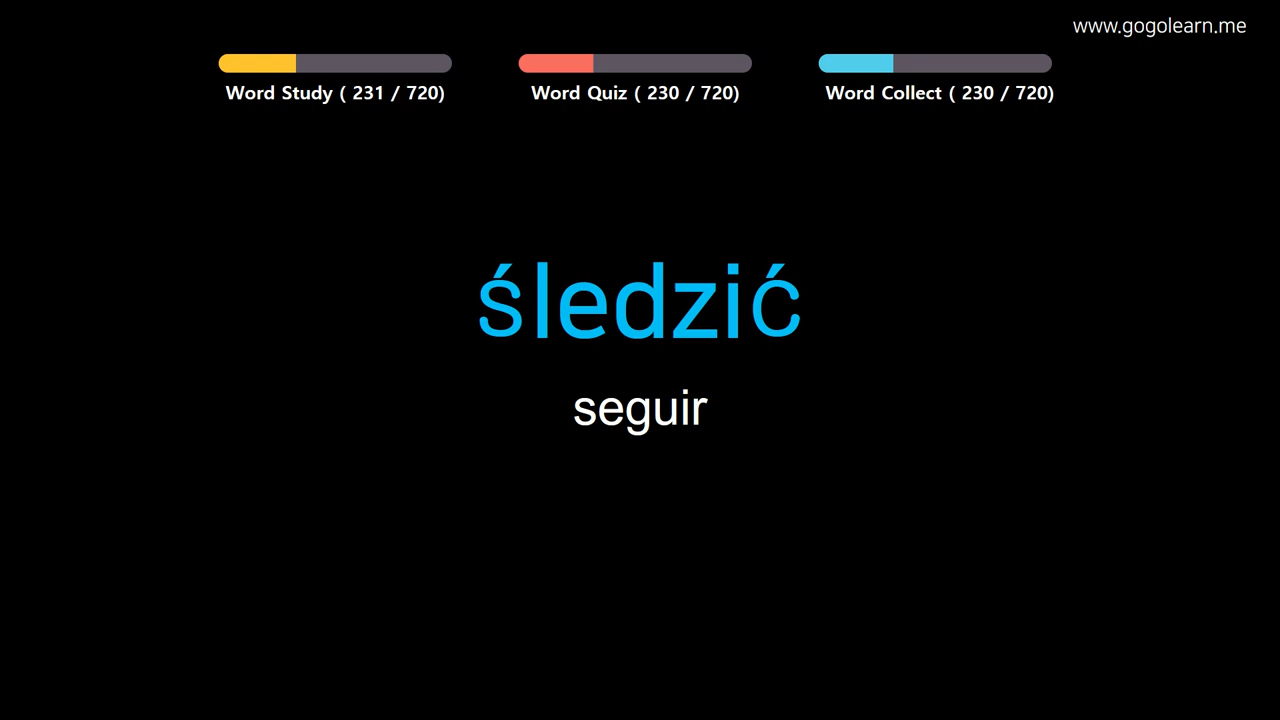 www.gogolearn.me
Word Study ( 231 / 720)
Word Quiz ( 230 / 720)
Word Collect ( 230 / 720)
śledzić
seguir